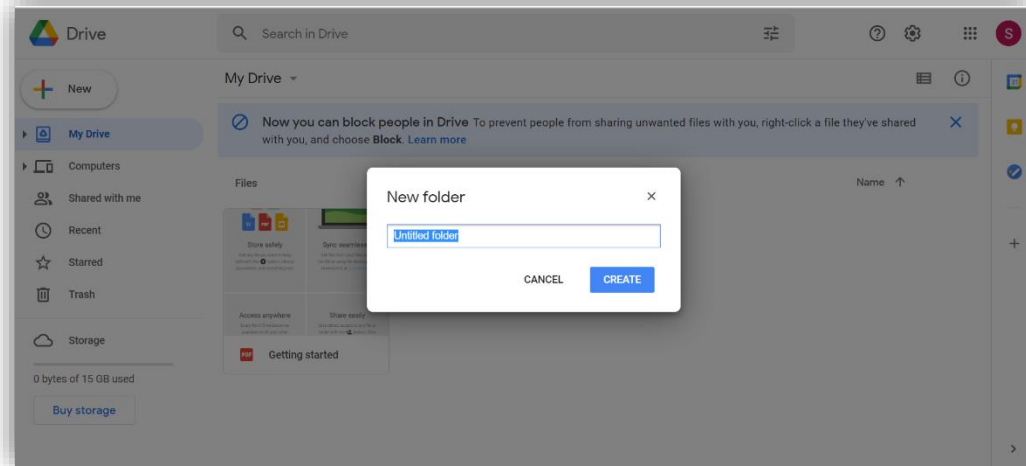 Drive
Search in Drive
S
New
My Drive
Now you can block people in Drive To prevent people from sharing unwanted files with you, right-click a file they've shared
with you, and choose Block. Learn more
My Drive
Computers
Shared with me
Recent
Starred
Trash
Storage
0 bytes of 15 GB used
Buy storage
Files
Name
Store safely
Sync seamless
Access anywhere
Share easily
PDF
Getting started
New folder
Untitled folder
CANCEL
CREATE